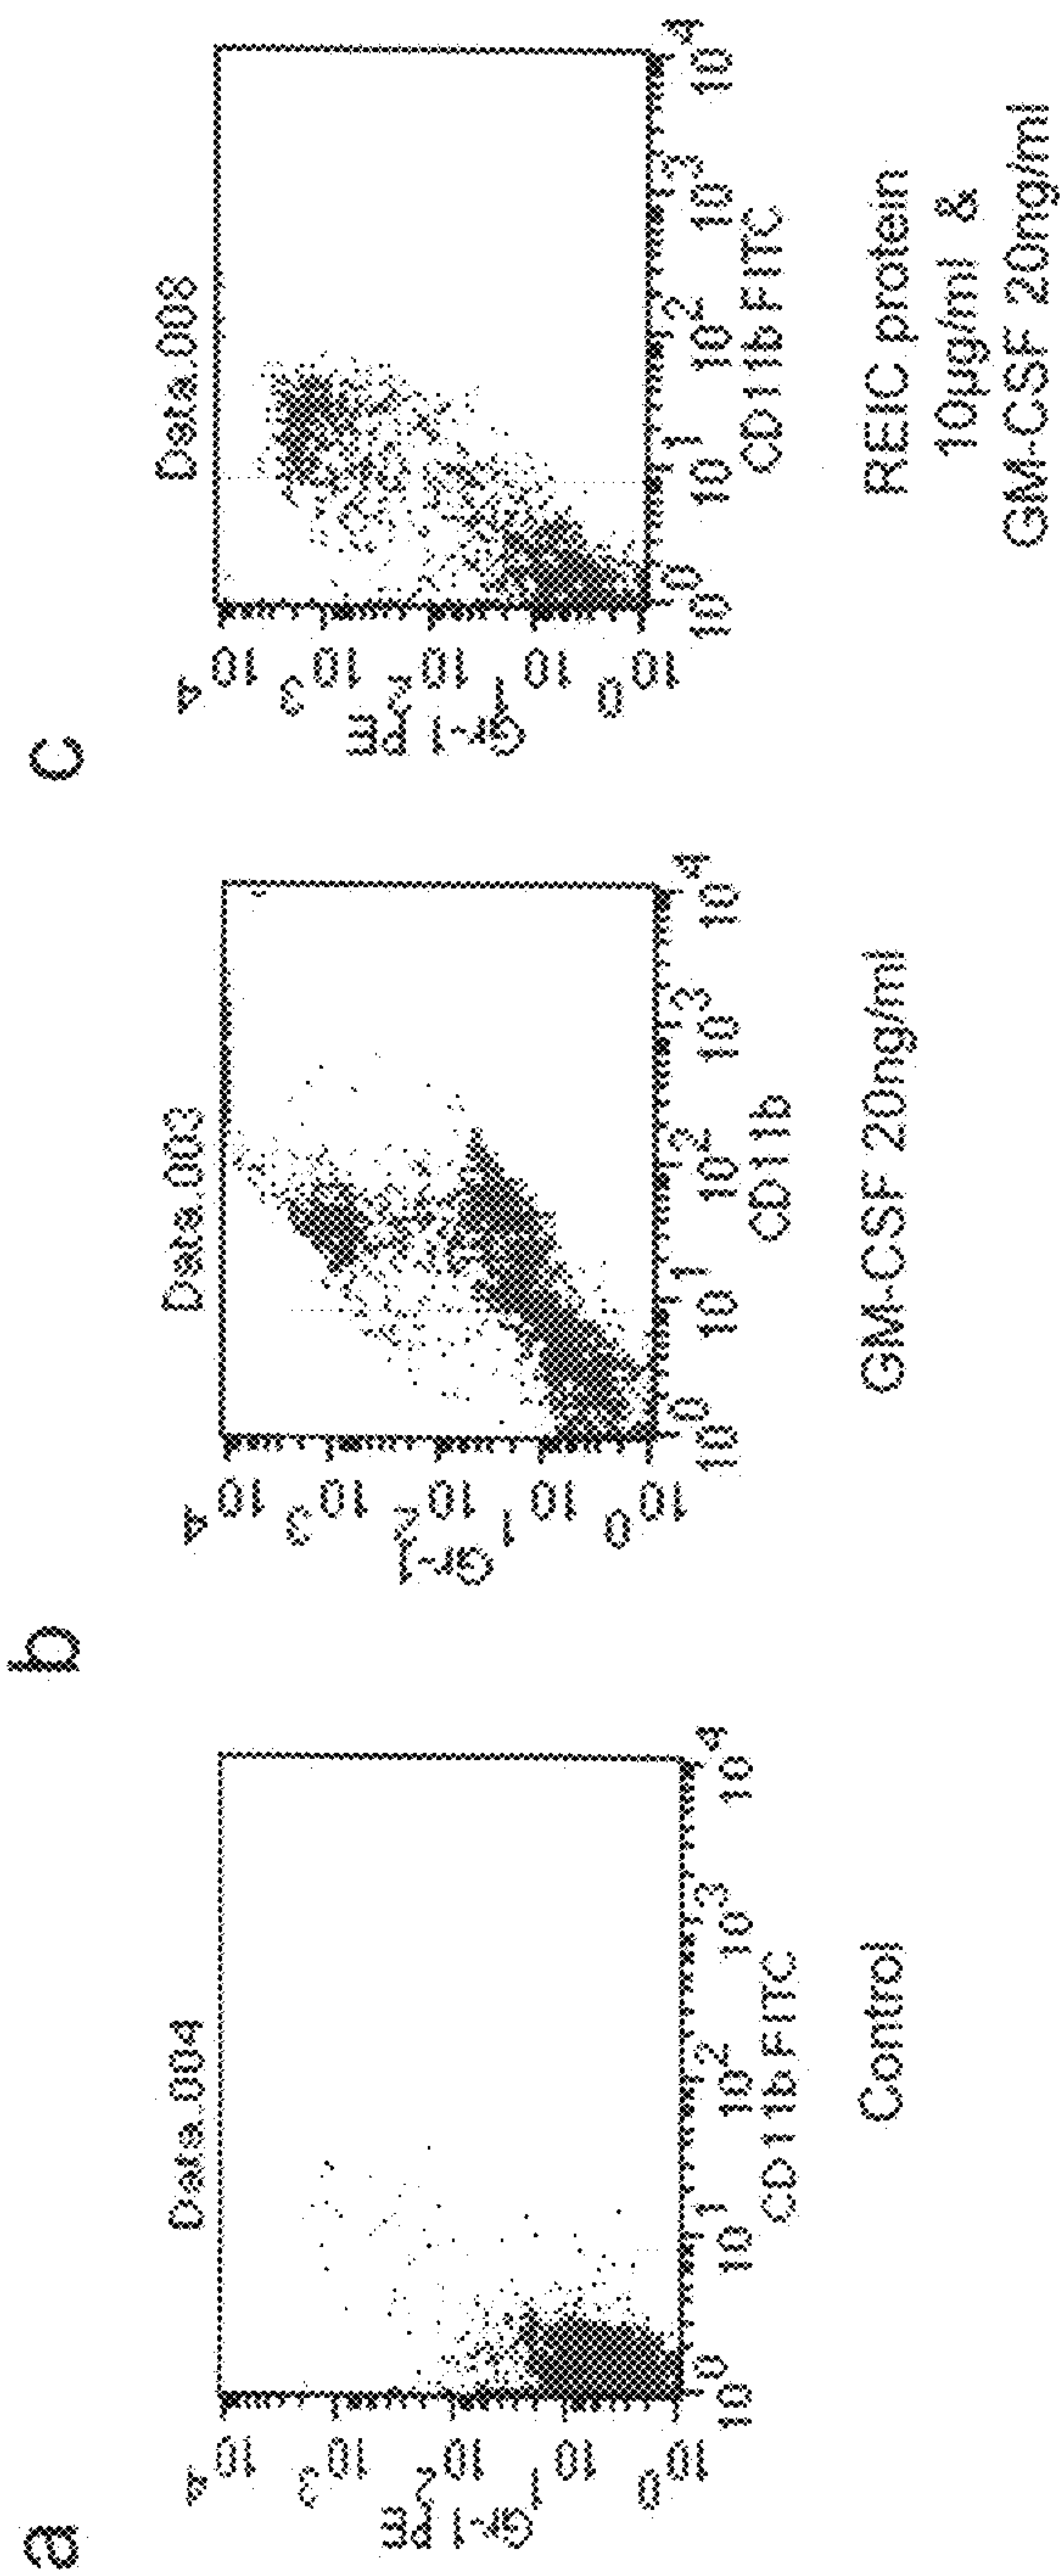 a
Data.004
Gr-1 PE
10^4
10^3
10^2
10^1
10^0
10^0
10^1
10^2
10^3
10^4
CD11b FITC
Control
b
Data.003
Gr-1
10^4
10^3
10^2
10^1
10^0
10^0
10^1
10^2
10^3
10^4
CD11b
GM-CSF 20ng/ml
c
Data.008
Gr-1 PE
10^4
10^3
10^2
10^1
10^0
10^0
10^1
10^2
10^3
10^4
CD11b FITC
REIC protein
10μg/ml &
GM-CSF 20ng/ml